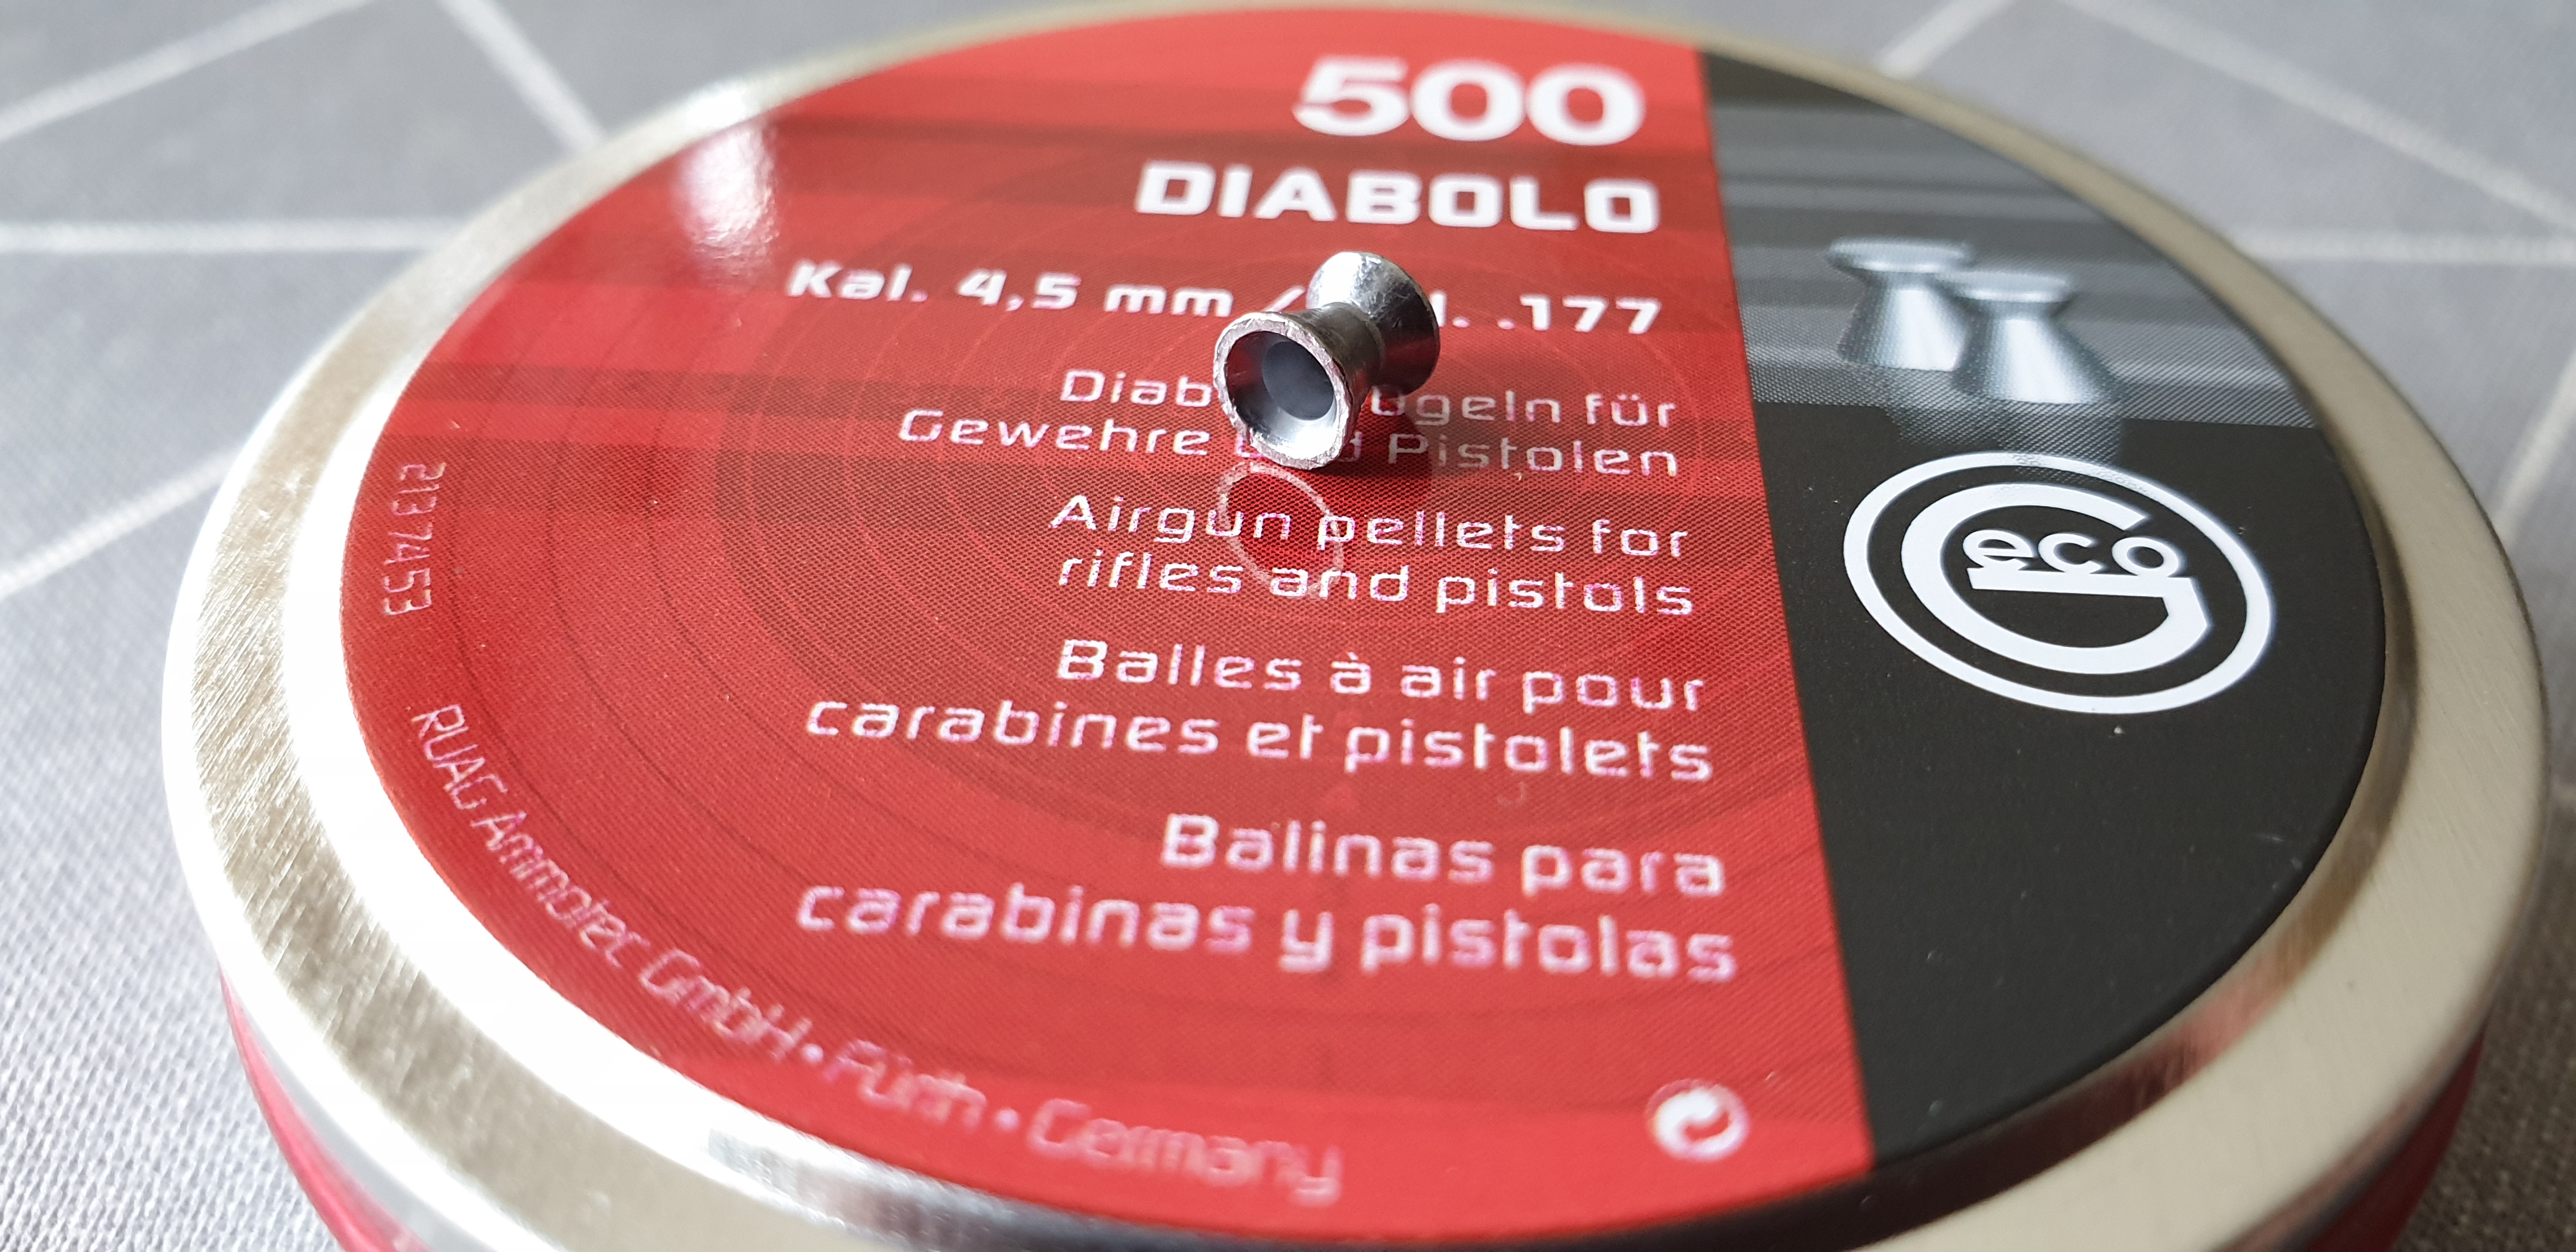 500
DIABOLO
Kal. 4,5 mm / .177
für
Gewehre Pistolen
Airgun pellets for
rifles and pistols
Balles à air pour
carabines et pistolets
Balinas para
carabinas y pistolas
Geco
2137453
RUAG Ammotec GmbH • Fürth • Germany